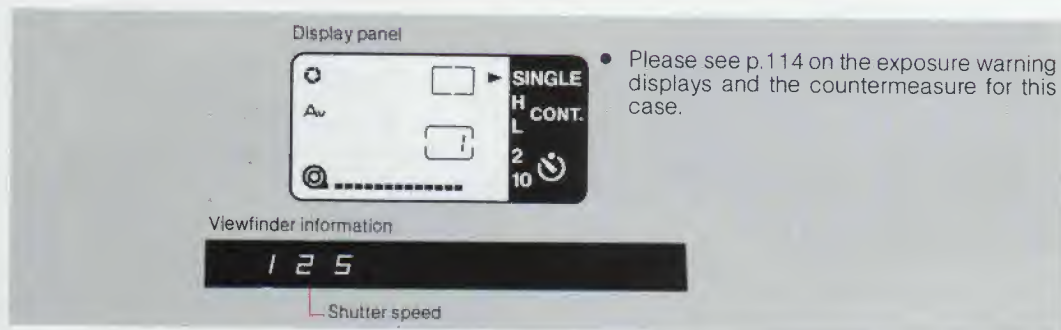 Display panel
SINGLE
Av
H
CONT.
L
1
2
10
• Please see p.114 on the exposure warning
displays and the countermeasure for this
case.
Viewfinder information
125
Shutter speed